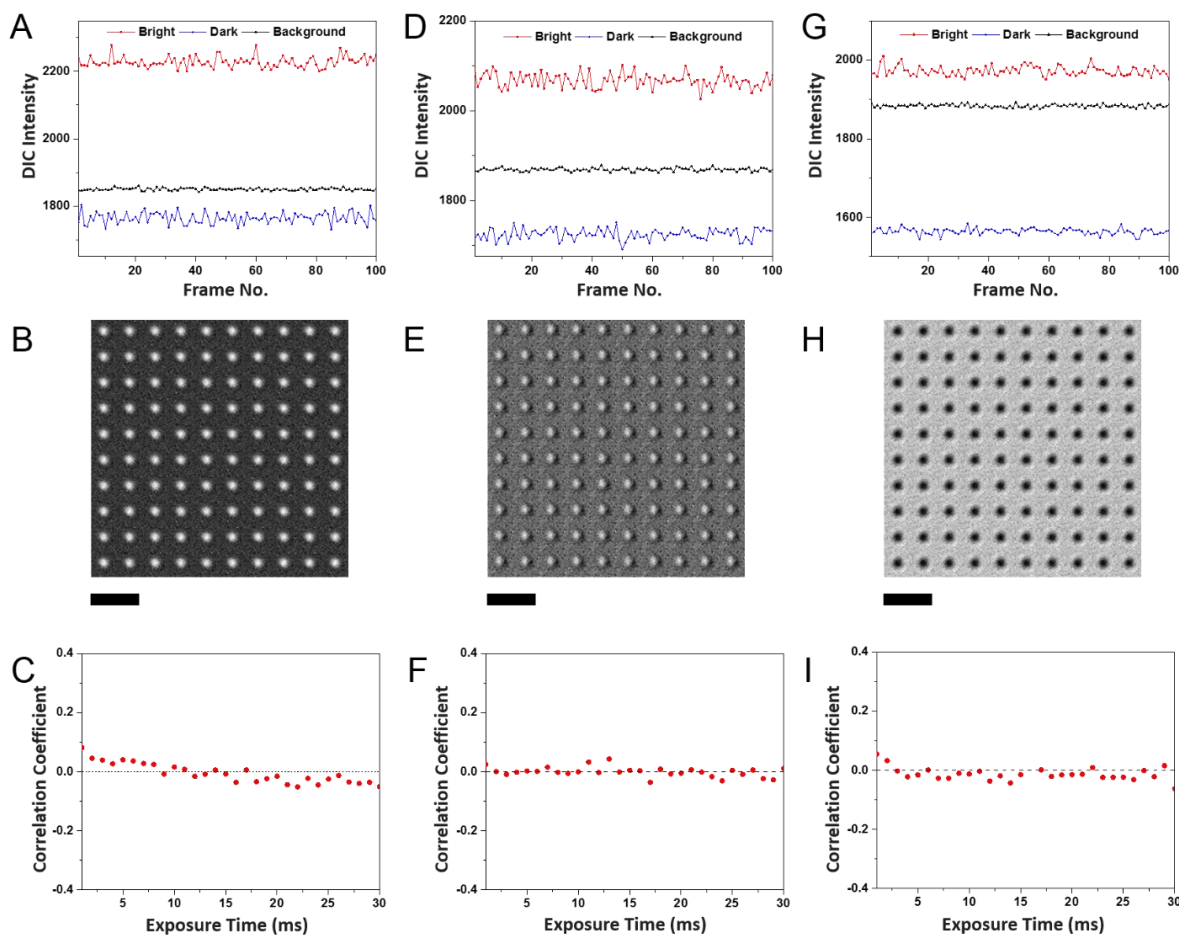 A
Bright Dark Background
2200
2000
1800
DIC Intensity
20 40 60 80 100
Frame No.
D
2200
Bright Dark Background
2000
1800
DIC Intensity
20 40 60 80 100
Frame No.
G
Bright Dark Background
2000
1800
1600
DIC Intensity
20 40 60 80 100
Frame No.
B
E
H
C
0.4
0.2
0.0
-0.2
-0.4
Correlation Coefficient
5 10 15 20 25 30
Exposure Time (ms)
F
0.4
0.2
0.0
-0.2
-0.4
Correlation Coefficient
5 10 15 20 25 30
Exposure Time (ms)
I
0.4
0.2
0.0
-0.2
-0.4
Correlation Coefficient
5 10 15 20 25 30
Exposure Time (ms)